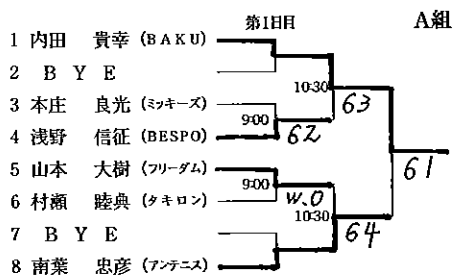 第1日目 A組
1 内田 貴幸 (BAKU)
2 B Y E
10:30 63
3 本庄 良光 (ミッキーズ)
9:00 62
4 浅野 信征 (BESPO)
61
5 山本 大樹 (フリーダム)
9:00 W.O
6 村瀬 睦典 (タキロン)
10:30 64
7 B Y E
8 南葉 忠彦 (アンテニス)